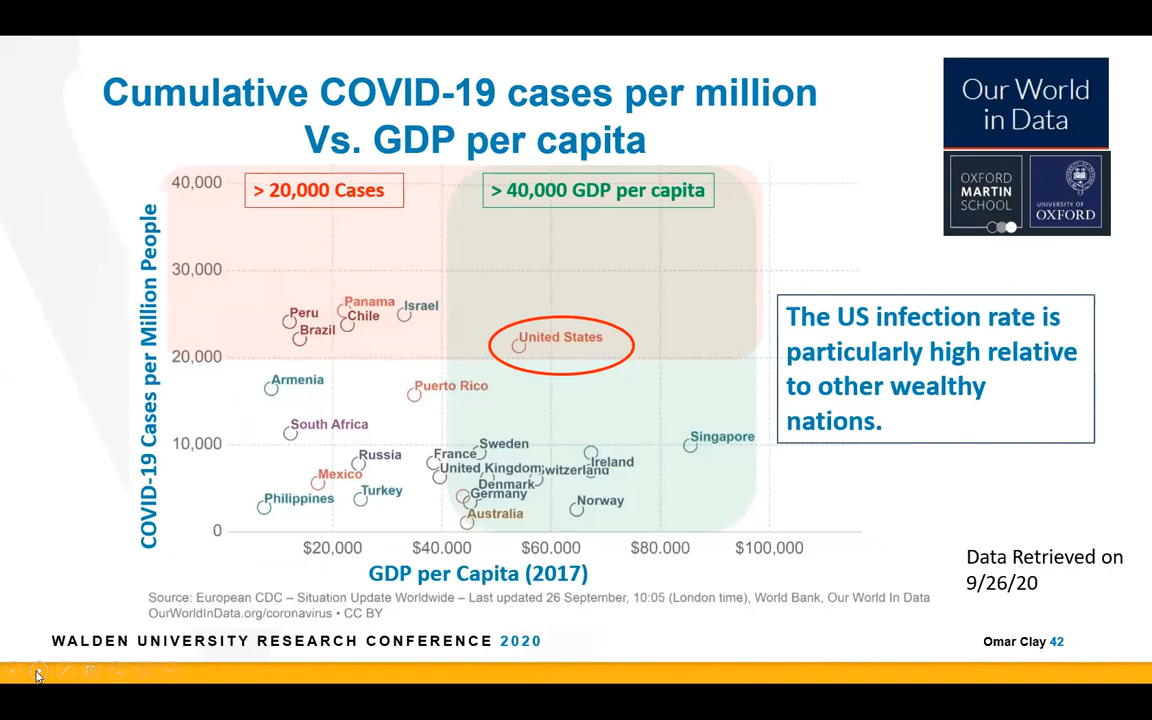 Cumulative COVID-19 cases per million
Vs. GDP per capita
Our World
in Data
OXFORD
MARTIN
SCHOOL
UNIVERSITY OF
OXFORD
> 20,000 Cases
> 40,000 GDP per capita
COVID-19 Cases per Million People
40,000
30,000
20,000
10,000
0
Peru
Panama
Chile
Israel
Brazil
United States
Armenia
Puerto Rico
South Africa
Singapore
Sweden
Russia
France
Ireland
United Kingdom
Switzerland
Mexico
Denmark
Turkey
Germany
Philippines
Norway
Australia
$20,000
$40,000
$60,000
$80,000
$100,000
GDP per Capita (2017)
The US infection rate is
particularly high relative
to other wealthy
nations.
Data Retrieved on
9/26/20
Source: European CDC – Situation Update Worldwide – Last updated 26 September, 10:05 (London time), World Bank, Our World In Data
OurWorldInData.org/coronavirus • CC BY
WALDEN UNIVERSITY RESEARCH CONFERENCE 2020
Omar Clay 42